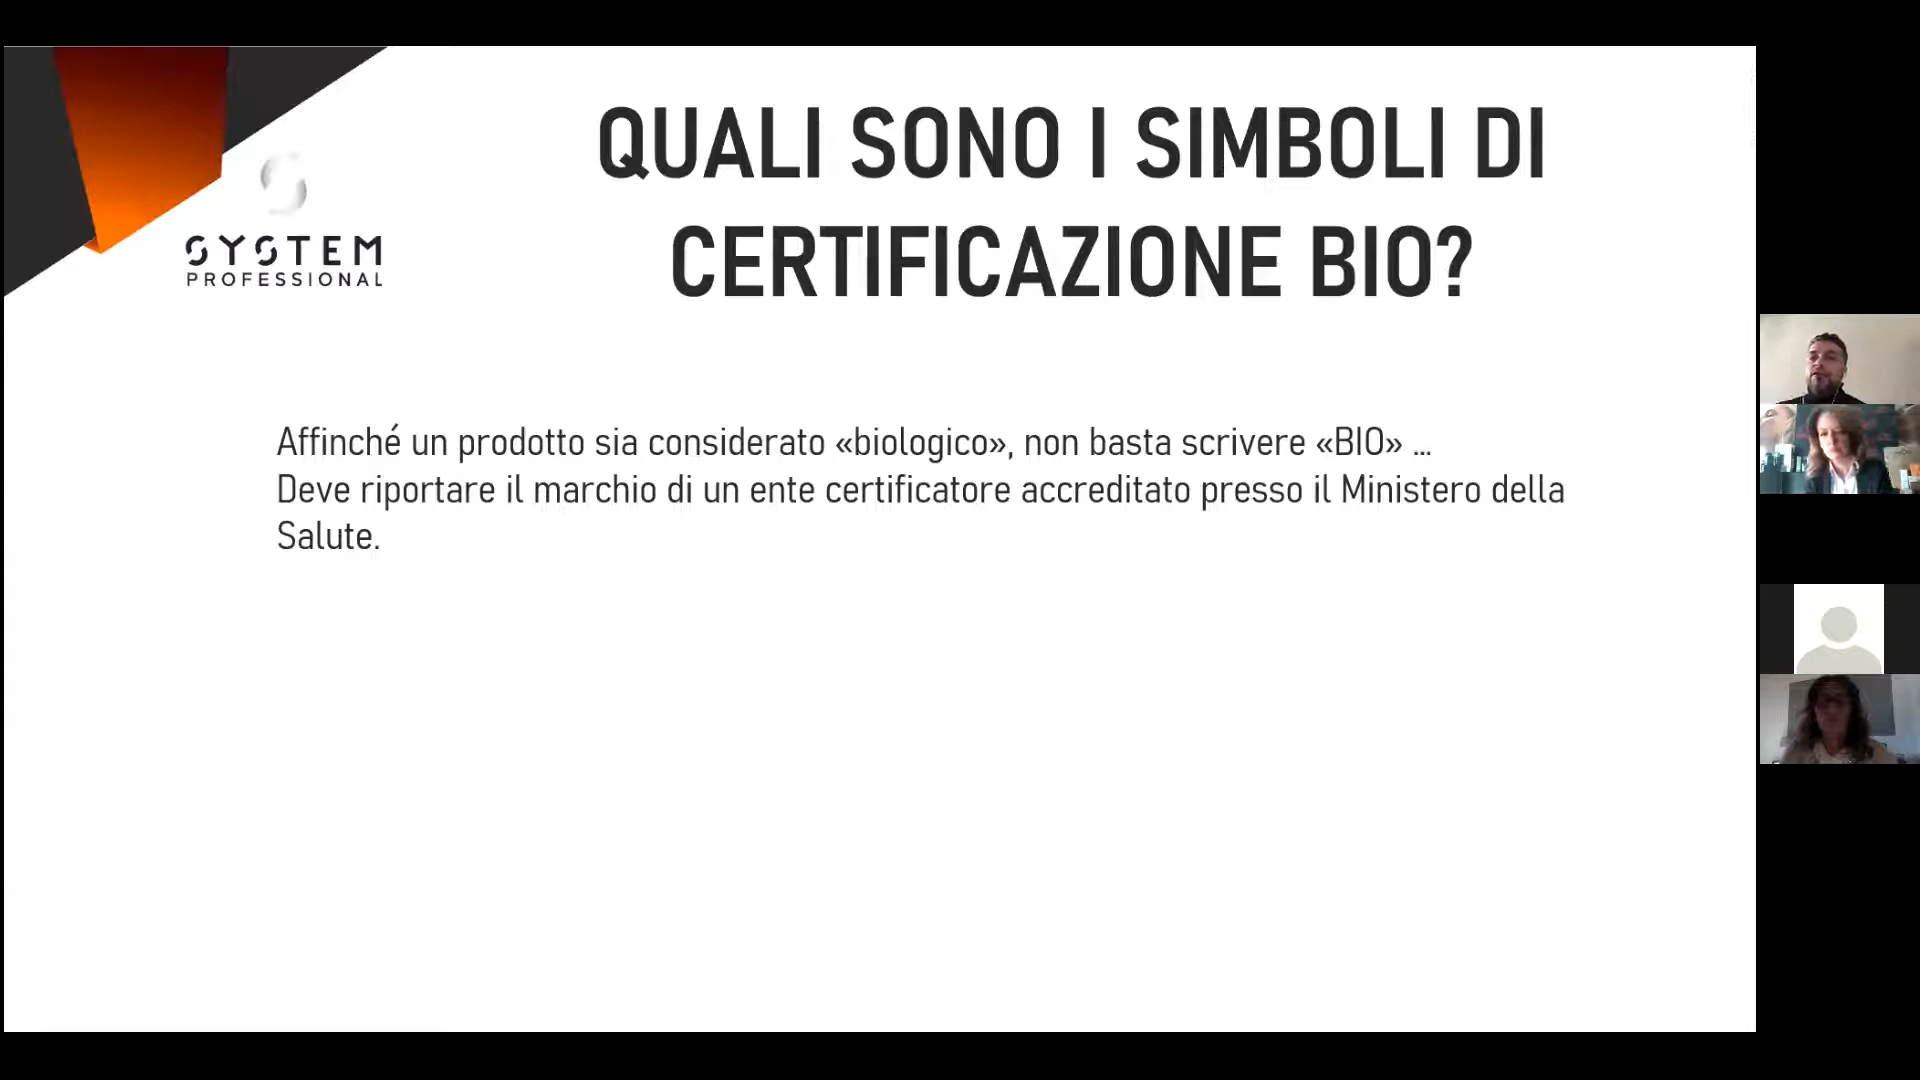 QUALI SONO I SIMBOLI DI
CERTIFICAZIONE BIO?
SYSTEM
PROFESSIONAL
Affinché un prodotto sia considerato «biologico», non basta scrivere «BIO» ...
Deve riportare il marchio di un ente certificatore accreditato presso il Ministero della
Salute.